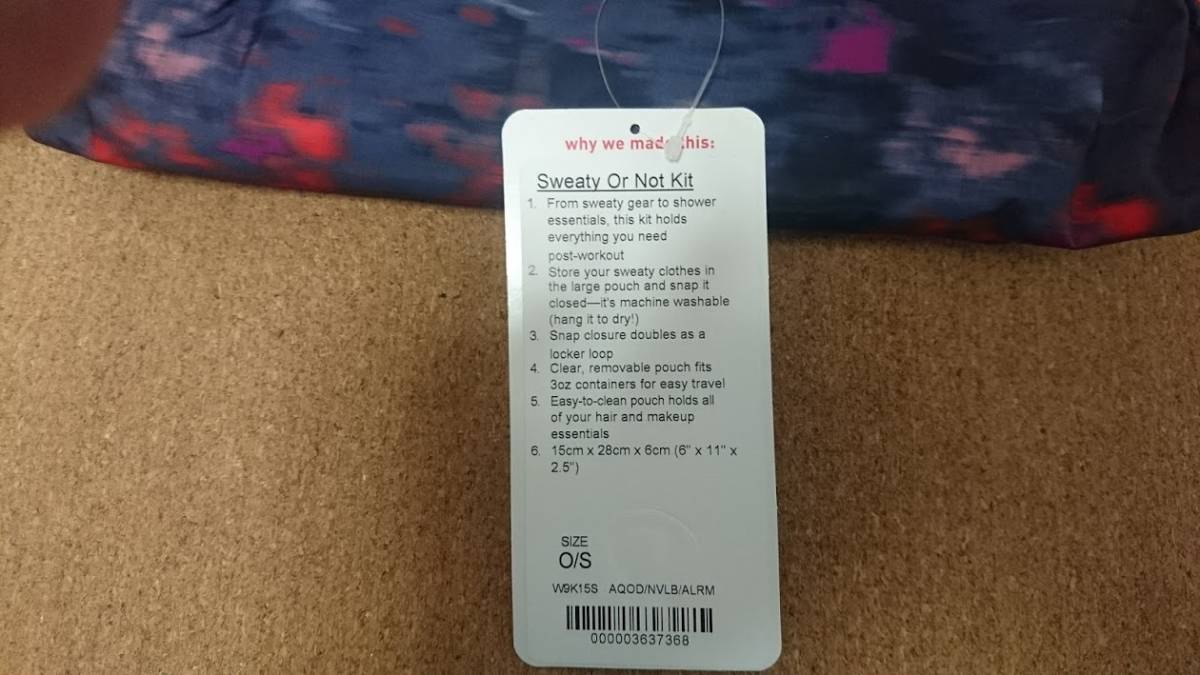 why we made this:
Sweaty Or Not Kit
1. From sweaty gear to shower
essentials, this kit holds
everything you need
post-workout
2. Store your sweaty clothes in
the large pouch and snap it
closed—it's machine washable
(hang it to dry!)
3. Snap closure doubles as a
locker loop
4. Clear, removable pouch fits
3oz containers for easy travel
5. Easy-to-clean pouch holds all
of your hair and makeup
essentials
6. 15cm x 28cm x 6cm (6" x 11" x
2.5")
SIZE
O/S
W9K15S AQOD/NVLB/ALRM
000003637368